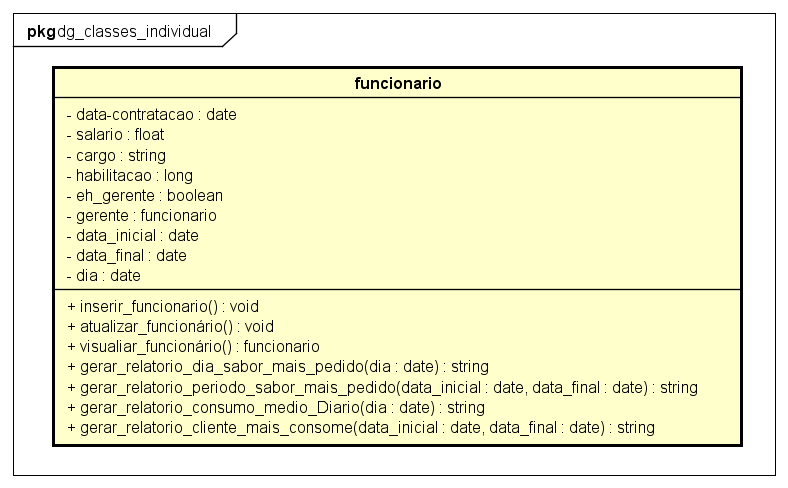 pkg dg_classes_individual
funcionario
- data-contratacao : date
- salario : float
- cargo : string
- habilitacao : long
- eh_gerente : boolean
- gerente : funcionario
- data_inicial : date
- data_final : date
- dia : date
+ inserir_funcionario() : void
+ atualizar_funcionário() : void
+ visualiar_funcionário() : funcionario
+ gerar_relatorio_dia_sabor_mais_pedido(dia : date) : string
+ gerar_relatorio_periodo_sabor_mais_pedido(data_inicial : date, data_final : date) : string
+ gerar_relatorio_consumo_medio_Diario(dia : date) : string
+ gerar_relatorio_cliente_mais_consome(data_inicial : date, data_final : date) : string